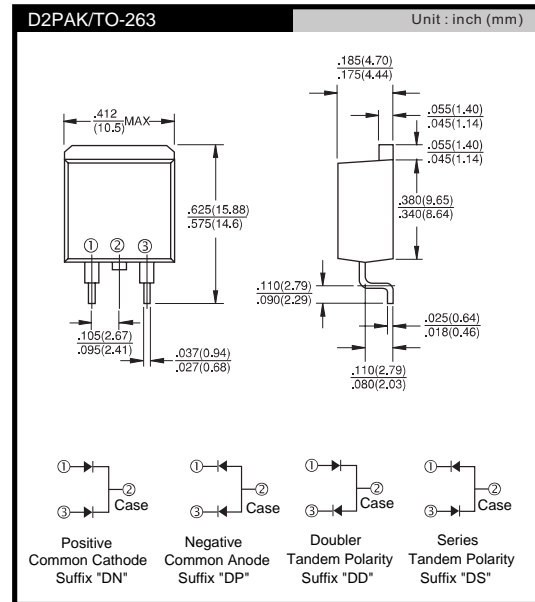 D2PAK/TO-263
Unit : inch (mm)
.185(4.70)
.175(4.44)
.412
(10.5)
MAX
.055(1.40)
.045(1.14)
.055(1.40)
.045(1.14)
.625(15.88)
.575(14.6)
.380(9.65)
.340(8.64)
① ② ③
.110(2.79)
.090(2.29)
.025(0.64)
.018(0.46)
.105(2.67)
.095(2.41)
.037(0.94)
.027(0.68)
.110(2.79)
.080(2.03)
① ② ③ Case
Positive
Common Cathode
Suffix "DN"
① ② ③ Case
Negative
Common Anode
Suffix "DP"
① ② ③ Case
Doubler
Tandem Polarity
Suffix "DD"
① ② ③ Case
Series
Tandem Polarity
Suffix "DS"